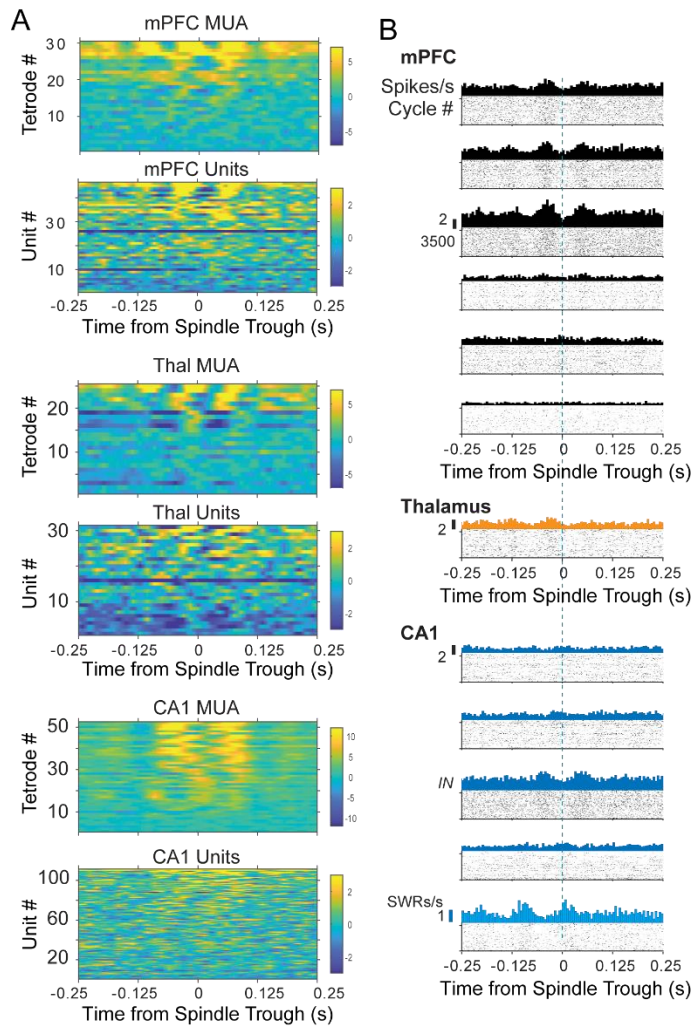 A
mPFC MUA
Tetrode #
30
20
10
5
0
-5
mPFC Units
Unit #
30
10
2
0
-2
-0.25 -0.125 0 0.125 0.25
Time from Spindle Trough (s)
Thal MUA
Tetrode #
20
10
0
5
0
-5
Thal Units
Unit #
30
20
10
2
0
-2
-0.25 -0.125 0 0.125 0.25
Time from Spindle Trough (s)
CA1 MUA
Tetrode #
50
30
10
10
5
0
-5
-10
CA1 Units
Unit #
100
60
20
2
0
-2
-0.25 -0.125 0 0.125 0.25
Time from Spindle Trough (s)
B
mPFC
Spikes/s
Cycle #
2
3500
-0.25 -0.125 0 0.125 0.25
Time from Spindle Trough (s)
Thalamus
2
-0.25 -0.125 0 0.125 0.25
Time from Spindle Trough (s)
CA1
2
IN
SWRs/s
1
-0.25 -0.125 0 0.125 0.25
Time from Spindle Trough (s)